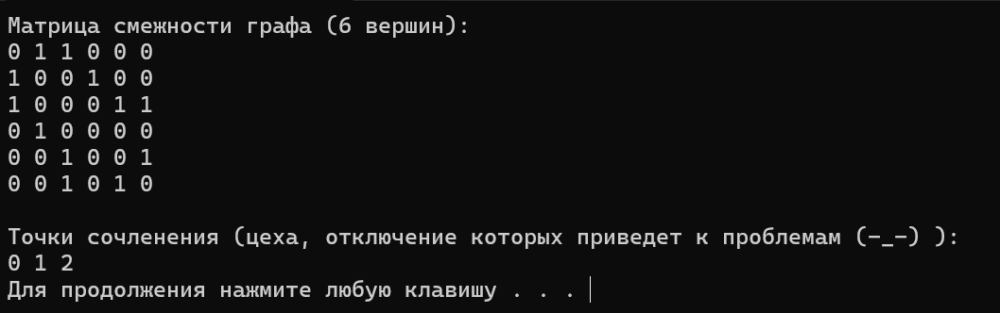 Матрица смежности графа (6 вершин):
0 1 1 0 0 0
1 0 0 1 0 0
1 0 0 0 1 1
0 1 0 0 0 0
0 0 1 0 0 1
0 0 1 0 1 0
Точки сочленения (цеха, отключение которых приведет к проблемам (−_−) ):
0 1 2
Для продолжения нажмите любую клавишу . . .